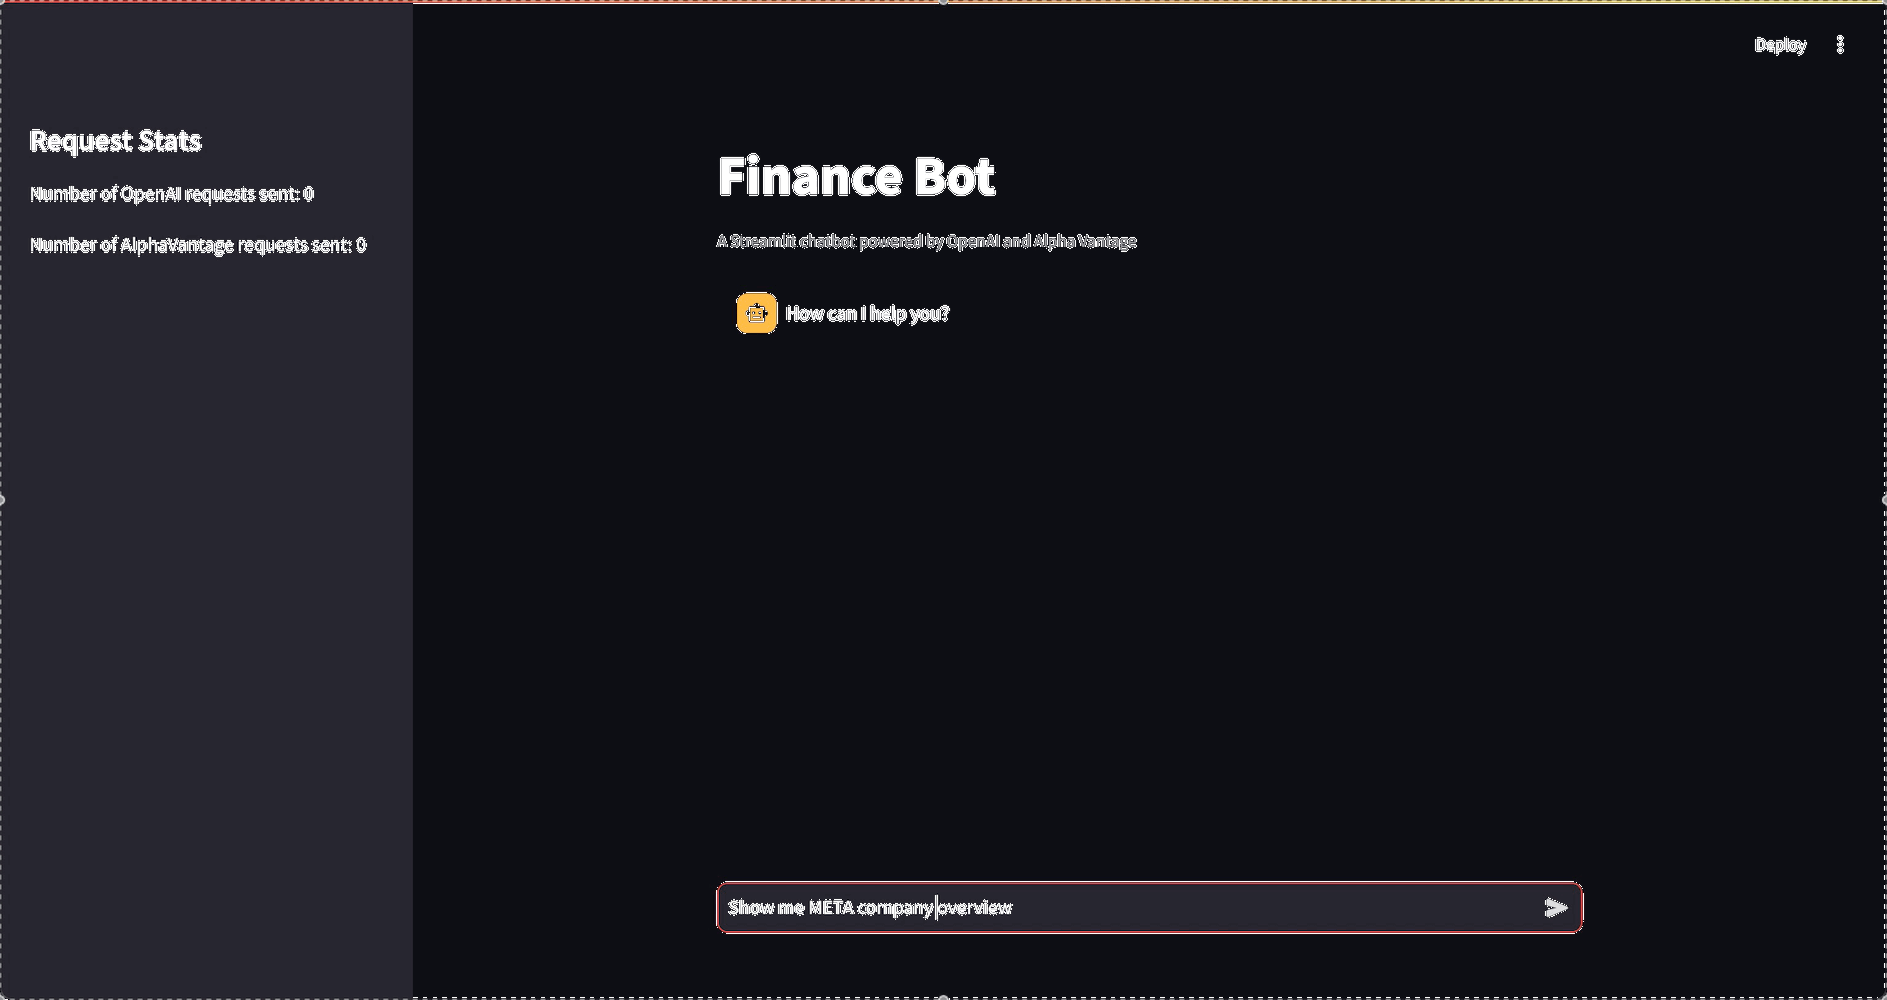 Deploy
Request Stats
Number of OpenAI requests sent: 0
Number of AlphaVantage requests sent: 0
Finance Bot
A Streamlit chatbot powered by OpenAI and Alpha Vantage
How can I help you?
Show me META company overview